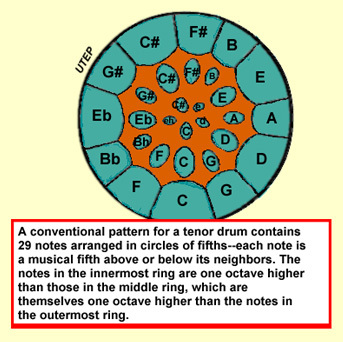 F#
C#
B
UTEP
G#
E
C#
F#
B
G#
E
C#
e
Eb
Eb
eb
d
A
A
C
Bb
D
Bb
D
F
C
G
F
G
C
A conventional pattern for a tenor drum contains
29 notes arranged in circles of fifths--each note is
a musical fifth above or below its neighbors. The
notes in the innermost ring are one octave higher
than those in the middle ring, which are
themselves one octave higher than the notes in
the outermost ring.